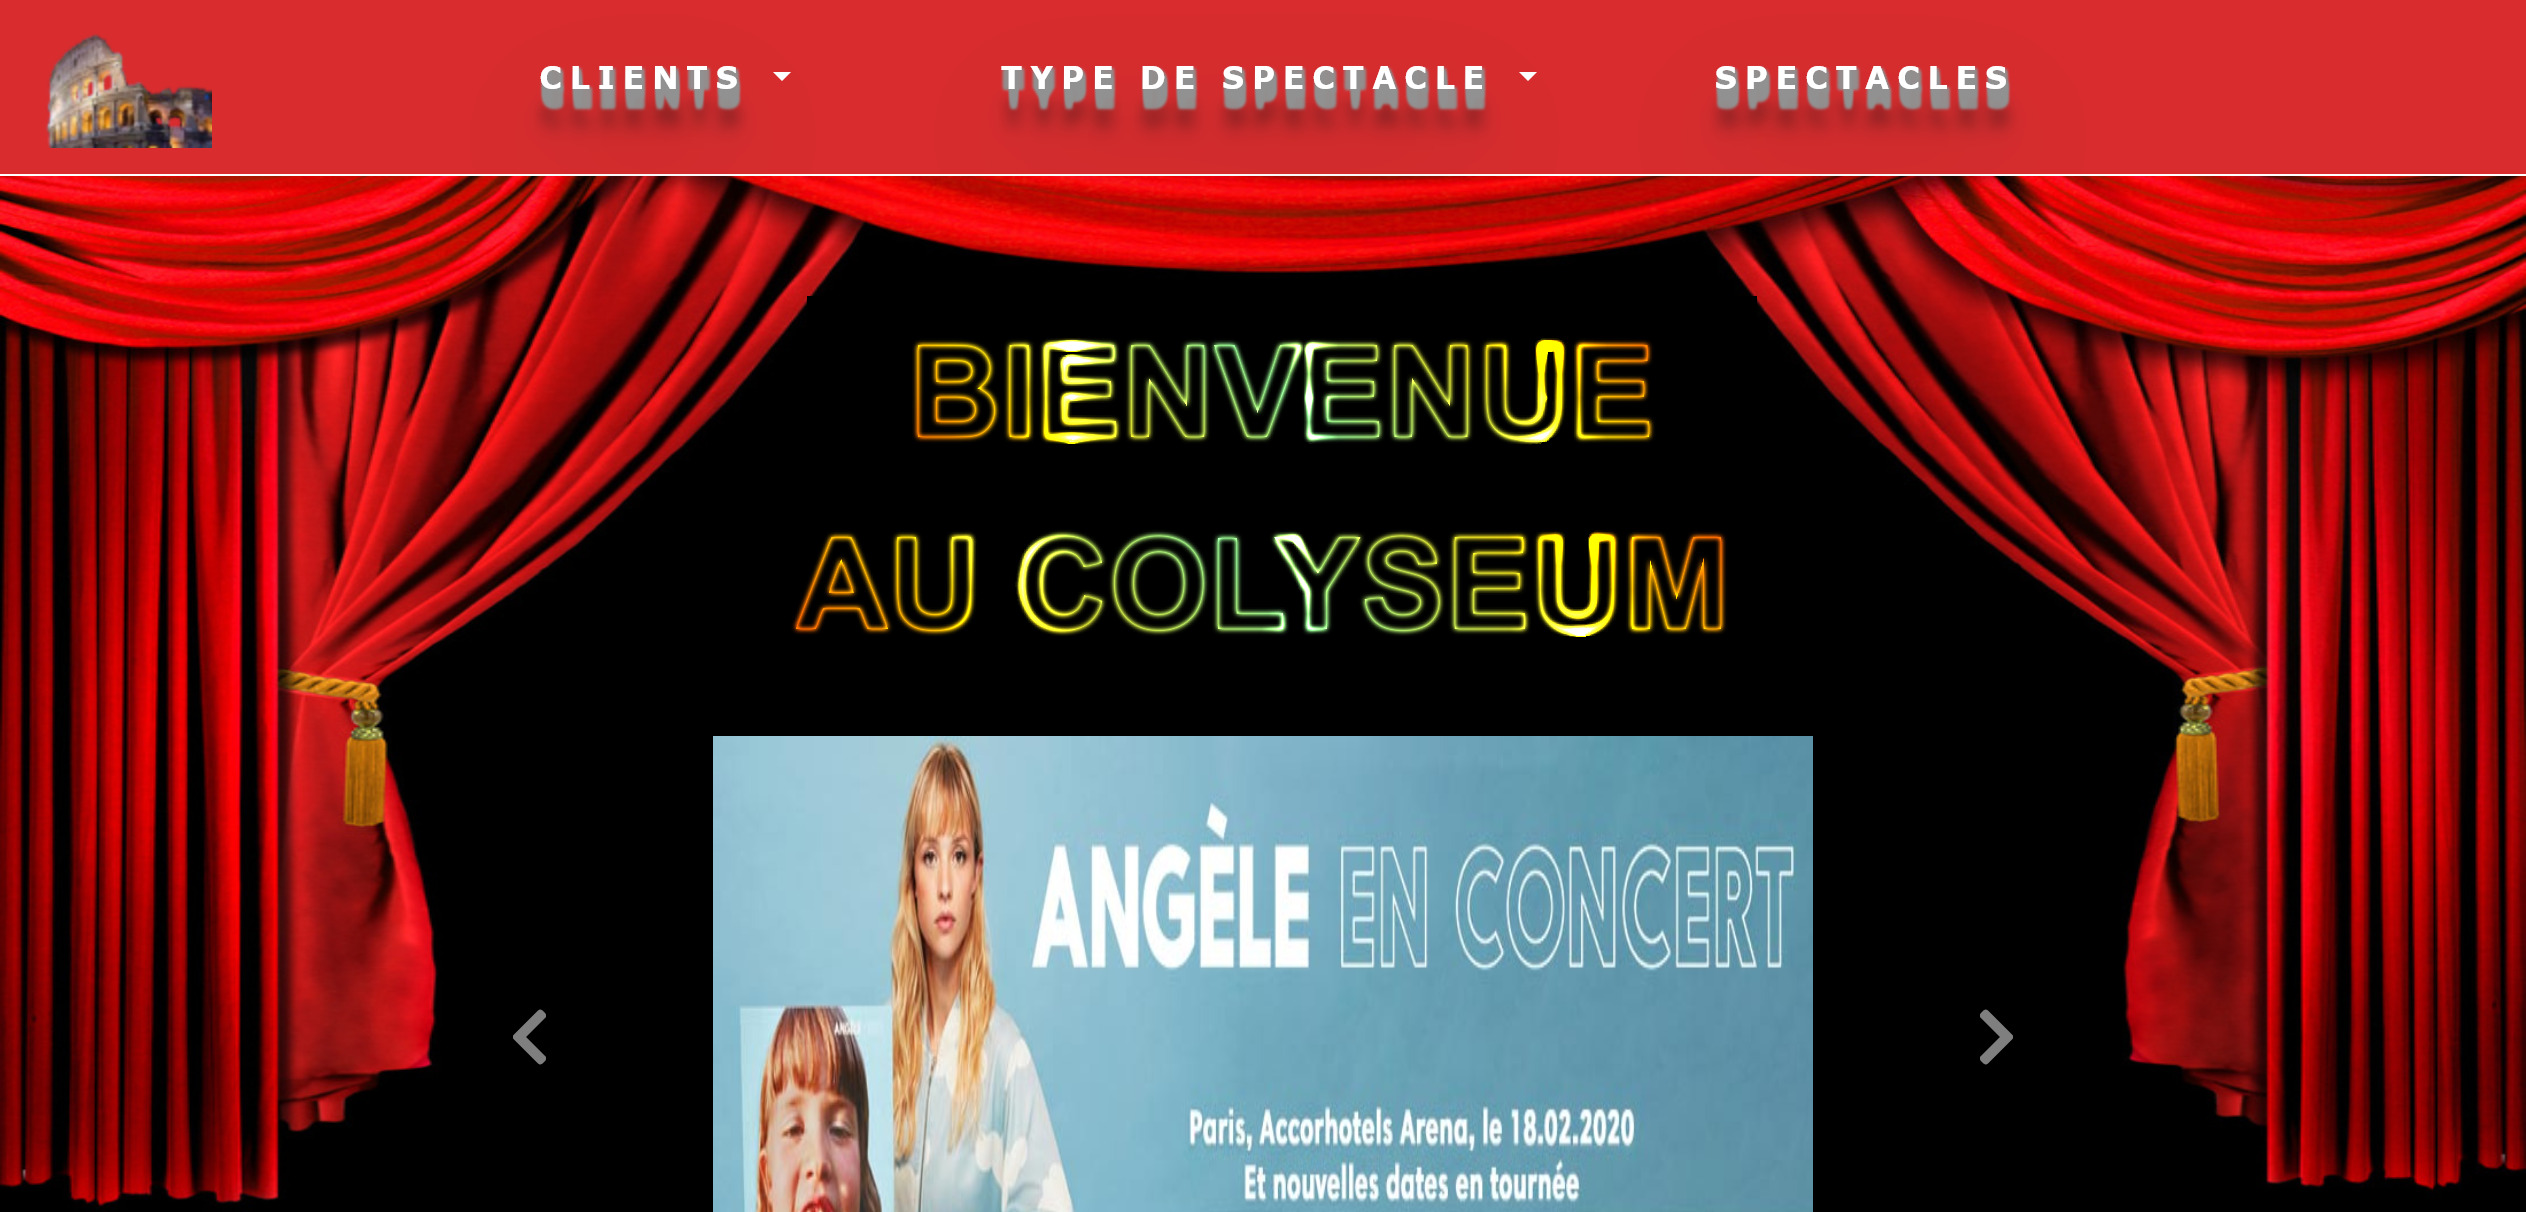 CLIENTS
TYPE DE SPECTACLE
SPECTACLES
BIENVENUE
AU COLYSEUM
ANGÈLE EN CONCERT
ANGÈLE
Paris, Accorhotels Arena, le 18.02.2020
Et nouvelles dates en tournée